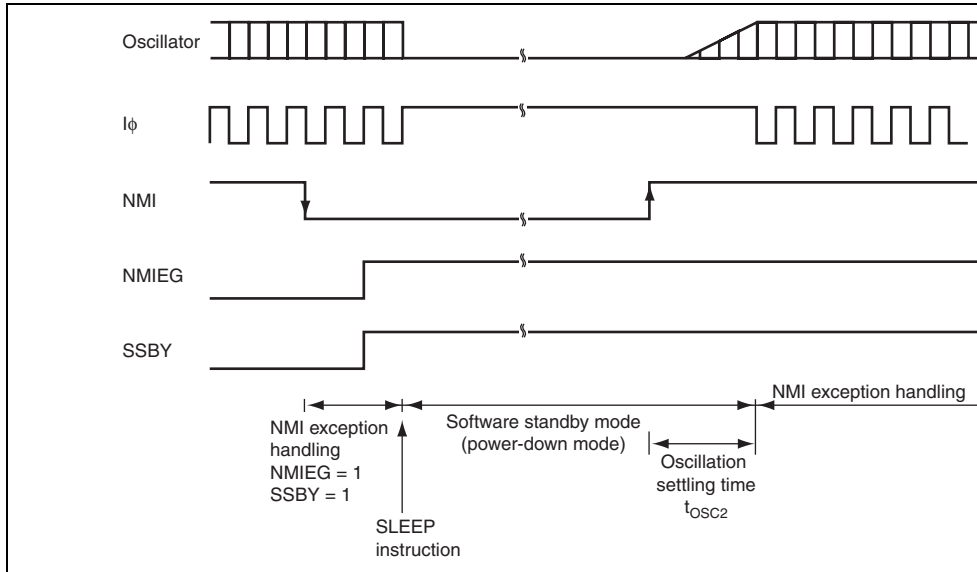 Oscillator
Iϕ
NMI
NMIEG
SSBY
NMI exception
handling
NMIEG = 1
SSBY = 1
SLEEP
instruction
Software standby mode
(power-down mode)
Oscillation
settling time
tOSC2
NMI exception handling